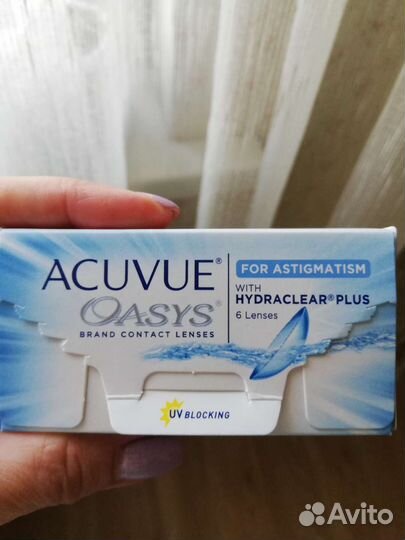 ACUVUE®
OASYS®
BRAND CONTACT LENSES
FOR ASTIGMATISM
WITH
HYDRACLEAR® PLUS
6 Lenses
UV BLOCKING
Avito